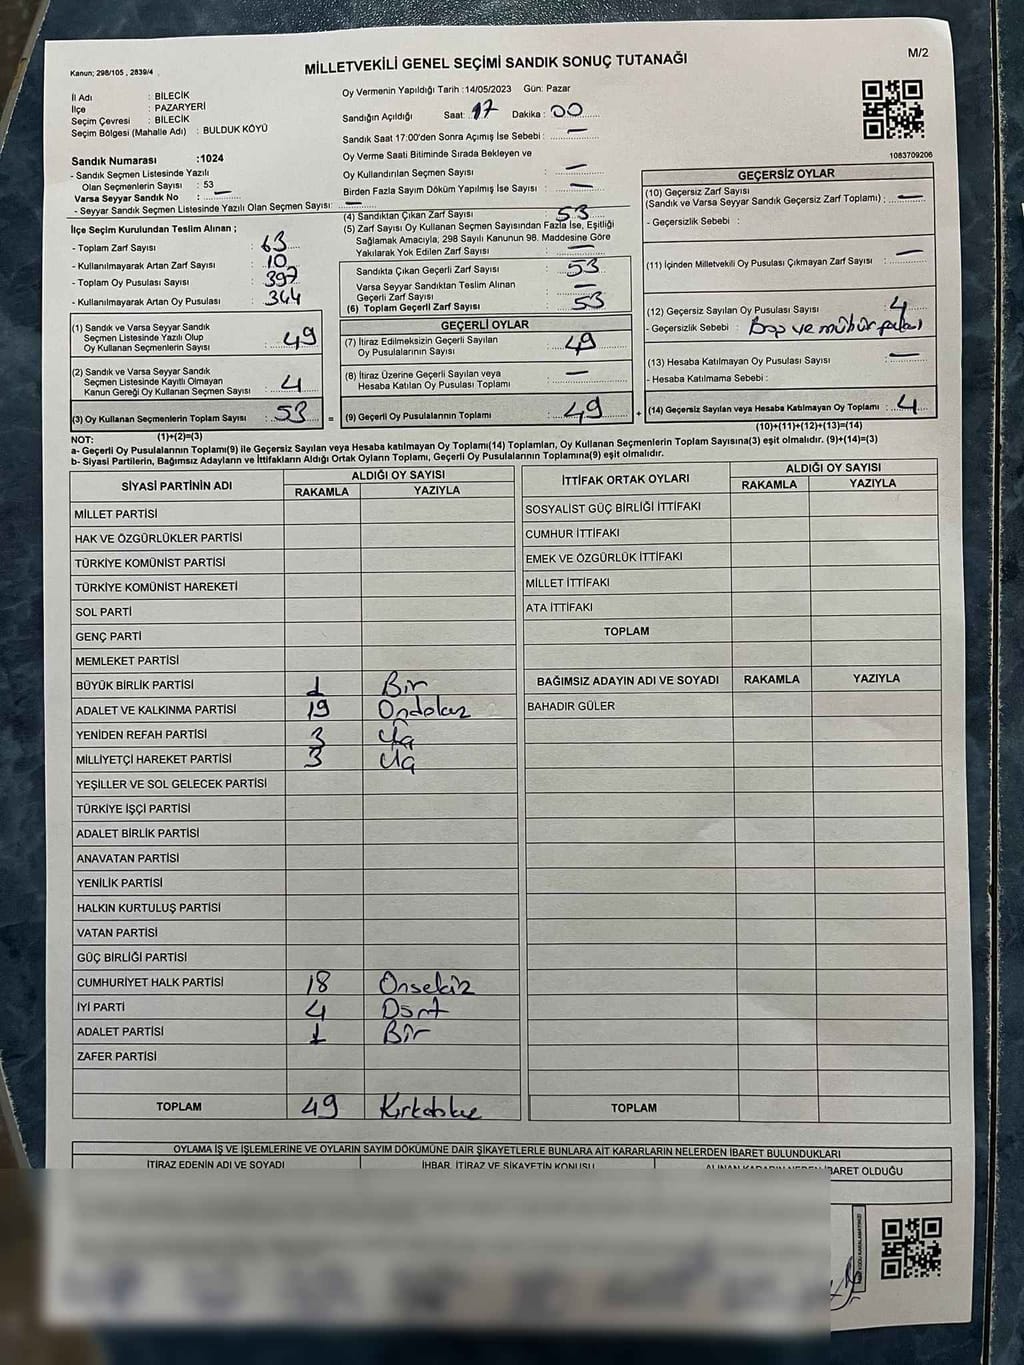 Kanun; 298/105 , 2839/4
MİLLETVEKİLİ GENEL SEÇİMİ SANDIK SONUÇ TUTANAĞI
M/2
İl Adı : BİLECİK
İlçe : PAZARYERİ
Seçim Çevresi : BİLECİK
Seçim Bölgesi (Mahalle Adı) : BULDUK KÖYÜ
Sandık Numarası :1024
- Sandık Seçmen Listesinde Yazılı
Olan Seçmenlerin Sayısı : 53
Varsa Seyyar Sandık No : —
- Seyyar Sandık Seçmen Listesinde Yazılı Olan Seçmen Sayısı: —
Oy Vermenin Yapıldığı Tarih :14/05/2023 Gün: Pazar
Sandığın Açıldığı Saat: 17 Dakika : 00
Sandık Saat 17:00'den Sonra Açımış İse Sebebi : —
Oy Verme Saati Bitiminde Sırada Bekleyen ve
Oy Kullandırılan Seçmen Sayısı : —
Birden Fazla Sayım Döküm Yapılmış İse Sayısı : —
1083709206
İlçe Seçim Kurulundan Teslim Alınan ;
- Toplam Zarf Sayısı : 63
- Kullanılmayarak Artan Zarf Sayısı : 10
- Toplam Oy Pusulası Sayısı : 397
- Kullanılmayarak Artan Oy Pusulası : 344
(4) Sandıktan Çıkan Zarf Sayısı : 53
(5) Zarf Sayısı Oy Kullanan Seçmen Sayısından Fazla İse, Eşitliği
Sağlamak Amacıyla, 298 Sayılı Kanunun 98. Maddesine Göre
Yakılarak Yok Edilen Zarf Sayısı : —
Sandıkta Çıkan Geçerli Zarf Sayısı : 53
Varsa Seyyar Sandıktan Teslim Alınan
Geçerli Zarf Sayısı : —
(6) Toplam Geçerli Zarf Sayısı : 53
GEÇERSİZ OYLAR
(10) Geçersiz Zarf Sayısı
(Sandık ve Varsa Seyyar Sandık Geçersiz Zarf Toplamı) : —
- Geçersizlik Sebebi :
(11) İçinden Milletvekili Oy Pusulası Çıkmayan Zarf Sayısı : —
(12) Geçersiz Sayılan Oy Pusulası Sayısı : 4
- Geçersizlik Sebebi : Boş ve mühür
(13) Hesaba Katılmayan Oy Pusulası Sayısı : —
- Hesaba Katılmama Sebebi :
(14) Geçersiz Sayılan veya Hesaba Katılmayan Oy Toplamı : 4
(10)+(11)+(12)+(13)=(14)
(1) Sandık ve Varsa Seyyar Sandık
Seçmen Listesinde Yazılı Olup
Oy Kullanan Seçmenlerin Sayısı : 49
(2) Sandık ve Varsa Seyyar Sandık
Seçmen Listesinde Kayıtlı Olmayan
Kanun Gereği Oy Kullanan Seçmen Sayısı : 4
(3) Oy Kullanan Seçmenlerin Toplam Sayısı : 53 =
(1)+(2)=(3)
GEÇERLİ OYLAR
(7) İtiraz Edilmeksizin Geçerli Sayılan
Oy Pusulalarının Sayısı : 49
(8) İtiraz Üzerine Geçerli Sayılan veya
Hesaba Katılan Oy Pusulası Toplamı : —
(9) Geçerli Oy Pusulalarının Toplamı : 49 +
NOT:
a- Geçerli Oy Pusulalarının Toplamı(9) ile Geçersiz Sayılan veya Hesaba katılmayan Oy Toplamı(14) Toplamları, Oy Kullanan Seçmenlerin Toplam Sayısına(3) eşit olmalıdır. (9)+(14)=(3)
b- Siyasi Partilerin, Bağımsız Adayların ve İttifakların Aldığı Ortak Oyların Toplamı, Geçerli Oy Pusulalarının Toplamına(9) eşit olmalıdır.
SİYASİ PARTİNİN ADI ALDIĞI OY SAYISI
RAKAMLA YAZIYLA
MİLLET PARTİSİ
HAK VE ÖZGÜRLÜKLER PARTİSİ
TÜRKİYE KOMÜNİST PARTİSİ
TÜRKİYE KOMÜNİST HAREKETİ
SOL PARTİ
GENÇ PARTİ
MEMLEKET PARTİSİ
BÜYÜK BİRLİK PARTİSİ 1 Bir
ADALET VE KALKINMA PARTİSİ 19 Ondokuz
YENİDEN REFAH PARTİSİ 3 Üç
MİLLİYETÇİ HAREKET PARTİSİ 3 Üç
YEŞİLLER VE SOL GELECEK PARTİSİ
TÜRKİYE İŞÇİ PARTİSİ
ADALET BİRLİK PARTİSİ
ANAVATAN PARTİSİ
YENİLİK PARTİSİ
HALKIN KURTULUŞ PARTİSİ
VATAN PARTİSİ
GÜÇ BİRLİĞİ PARTİSİ
CUMHURİYET HALK PARTİSİ 18 Onsekiz
İYİ PARTİ 4 Dört
ADALET PARTİSİ 1 Bir
ZAFER PARTİSİ
TOPLAM 49 Kırkdokuz
İTTİFAK ORTAK OYLARI ALDIĞI OY SAYISI
RAKAMLA YAZIYLA
SOSYALİST GÜÇ BİRLİĞİ İTTİFAKI
CUMHUR İTTİFAKI
EMEK VE ÖZGÜRLÜK İTTİFAKI
MİLLET İTTİFAKI
ATA İTTİFAKI
TOPLAM
BAĞIMSIZ ADAYIN ADI VE SOYADI RAKAMLA YAZIYLA
BAHADIR GÜLER
TOPLAM
OYLAMA İŞ VE İŞLEMLERİNE VE OYLARIN SAYIM DÖKÜMÜNE DAİR ŞİKAYETLERLE BUNLARA AİT KARARLARIN NELERDEN İBARET BULUNDUKLARI
İTİRAZ EDENİN ADI VE SOYADI İHBAR, İTİRAZ VE ŞİKAYETİN KONUSU ALINAN KARARIN NEDEN İBARET OLDUĞU